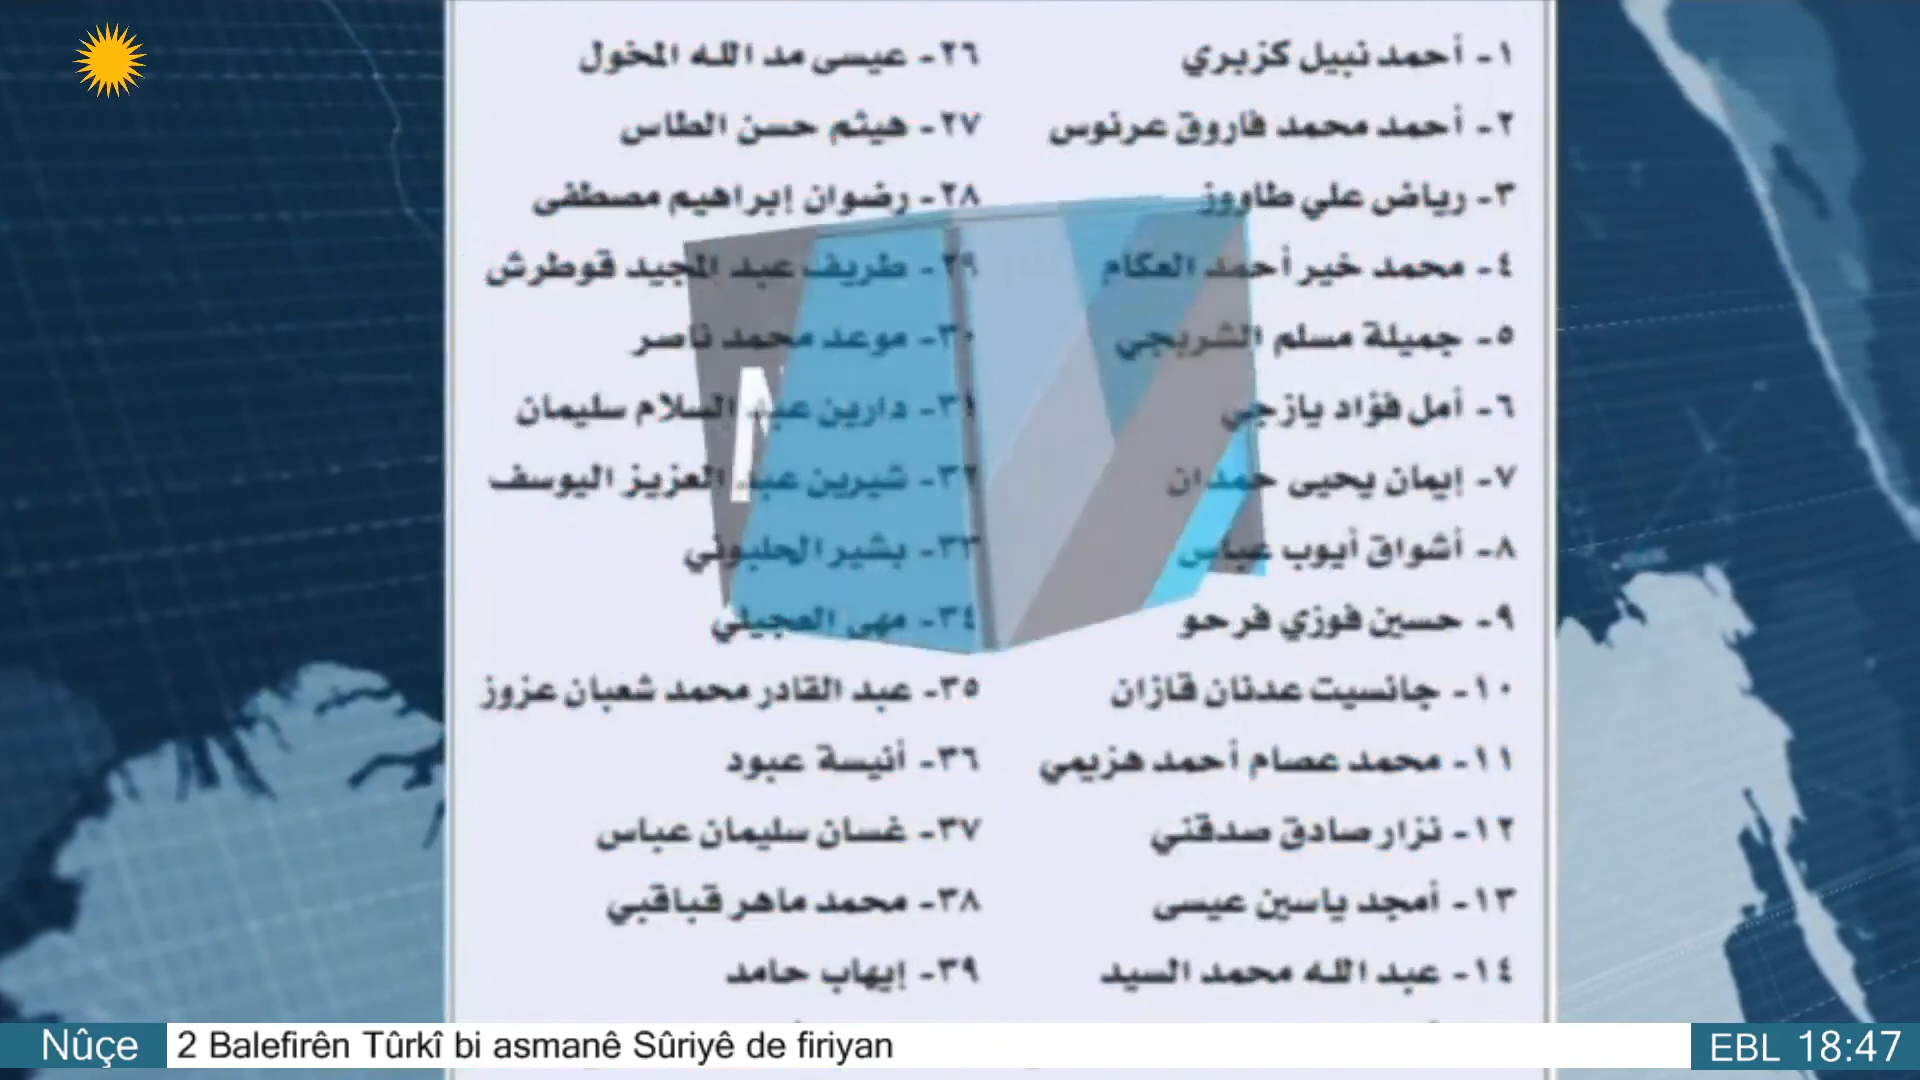 ١- أحمد نبيل كزبري
٢- أحمد محمد فاروق عرنوس
٣- رياض علي طاووز
٤- محمد خير أحمد العكام
٥- جميلة مسلم الشربجي
٦- أمل فؤاد يازجي
٧- إيمان يحيى حمدان
٨- أشواق أيوب عباس
٩- حسين فوزي فرحو
١٠- جانسيت عدنان قازان
١١- محمد عصام أحمد هزيمي
١٢- نزار صادق صدقني
١٣- أمجد ياسين عيسى
١٤- عبد الله محمد السيد
٢٦- عيسى مد الله المخول
٢٧- هيثم حسن الطاس
٢٨- رضوان إبراهيم مصطفى
٢٩- طريف عبد المجيد قوطرش
٣٠- موعد محمد ناصر
٣١- دارين عبد السلام سليمان
٣٢- شيرين عبد العزيز اليوسف
٣٣- بشير الحلبوني
٣٤- مهى العجيلي
٣٥- عبد القادر محمد شعبان عزوز
٣٦- أنيسة عبود
٣٧- غسان سليمان عباس
٣٨- محمد ماهر قباقبي
٣٩- إيهاب حامد
N
Nûçe 2 Balefirên Tûrkî bi asmanê Sûriyê de firiyan EBL 18:47